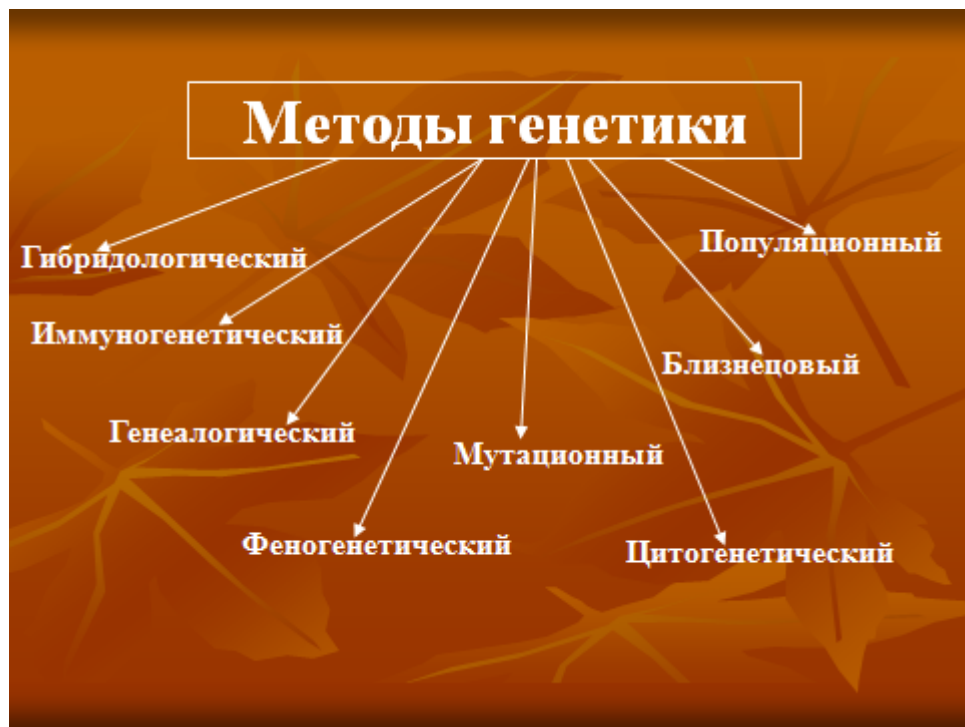 Методы генетики
Гибридологический
Популяционный
Иммуногенетический
Близнецовый
Генеалогический
Мутационный
Феногенетический
Цитогенетический